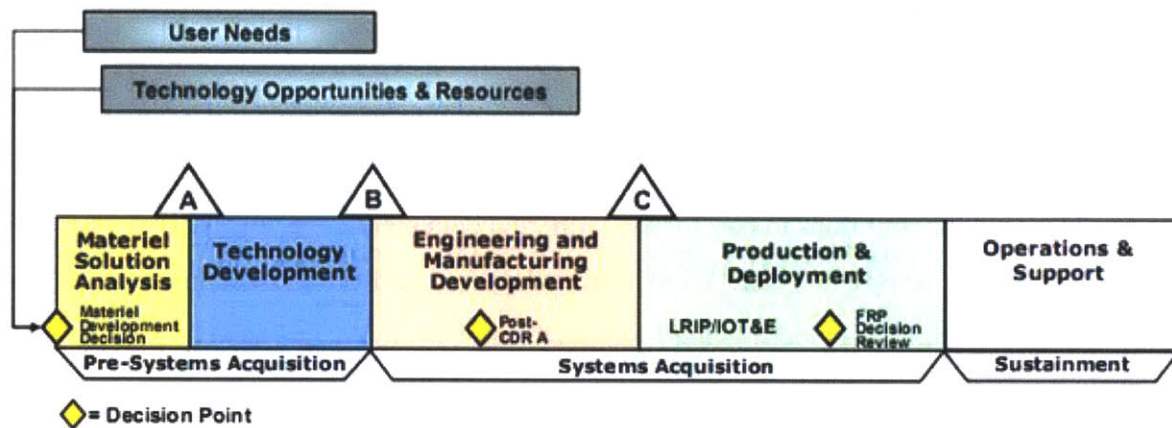 User Needs
Technology Opportunities & Resources
A
B
C
Materiel
Solution
Analysis
Materiel
Development
Decision
Technology
Development
Engineering and
Manufacturing
Development
Post-
CDR A
Production &
Deployment
LRIP/IOT&E
FRP
Decision
Review
Operations &
Support
Pre-Systems Acquisition
Systems Acquisition
Sustainment
= Decision Point